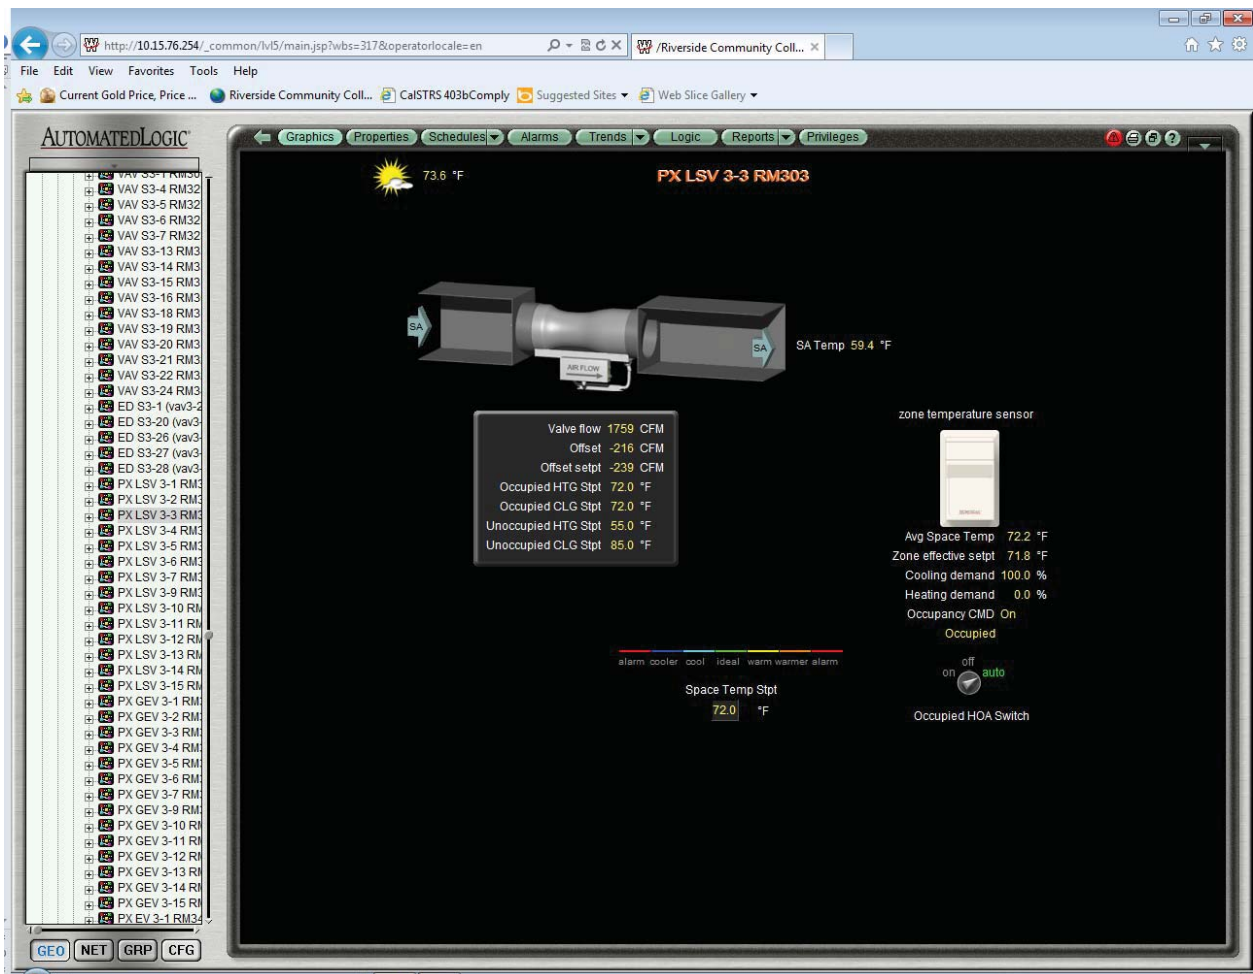 http://10.15.76.254/_common/lvl5/main.jsp?wbs=317&operatorlocale=en
/Riverside Community Coll...
File Edit View Favorites Tools Help
Current Gold Price, Price ... Riverside Community Coll... CalSTRS 403bComply Suggested Sites Web Slice Gallery
AUTOMATEDLOGIC
Graphics Properties Schedules Alarms Trends Logic Reports Privileges
VAV S3-1 RM30
VAV S3-4 RM32
VAV S3-5 RM32
VAV S3-6 RM32
VAV S3-7 RM32
VAV S3-13 RM3
VAV S3-14 RM3
VAV S3-15 RM3
VAV S3-16 RM3
VAV S3-18 RM3
VAV S3-19 RM3
VAV S3-20 RM3
VAV S3-21 RM3
VAV S3-22 RM3
VAV S3-24 RM3
ED S3-1 (vav3-2
ED S3-20 (vav3-
ED S3-26 (vav3-
ED S3-27 (vav3-
ED S3-28 (vav3-
PX LSV 3-1 RM3
PX LSV 3-2 RM3
PX LSV 3-3 RM3
PX LSV 3-4 RM3
PX LSV 3-5 RM3
PX LSV 3-6 RM3
PX LSV 3-7 RM3
PX LSV 3-9 RM3
PX LSV 3-10 RM
PX LSV 3-11 RM
PX LSV 3-12 RM
PX LSV 3-13 RM
PX LSV 3-14 RM
PX LSV 3-15 RM
PX GEV 3-1 RM3
PX GEV 3-2 RM3
PX GEV 3-3 RM3
PX GEV 3-4 RM3
PX GEV 3-5 RM3
PX GEV 3-6 RM3
PX GEV 3-7 RM3
PX GEV 3-9 RM3
PX GEV 3-10 RM
PX GEV 3-11 RM
PX GEV 3-12 RM
PX GEV 3-13 RM
PX GEV 3-14 RM
PX GEV 3-15 RM
PX EV 3-1 RM34
GEO NET GRP CFG
73.6 °F
PX LSV 3-3 RM303
SA
AIR FLOW
SA
SA Temp 59.4 °F
Valve flow 1759 CFM
Offset -216 CFM
Offset setpt -239 CFM
Occupied HTG Stpt 72.0 °F
Occupied CLG Stpt 72.0 °F
Unoccupied HTG Stpt 55.0 °F
Unoccupied CLG Stpt 85.0 °F
zone temperature sensor
Avg Space Temp 72.2 °F
Zone effective setpt 71.8 °F
Cooling demand 100.0 %
Heating demand 0.0 %
Occupancy CMD On
Occupied
off
on auto
Occupied HOA Switch
alarm cooler cool ideal warm warmer alarm
Space Temp Stpt
72.0 °F